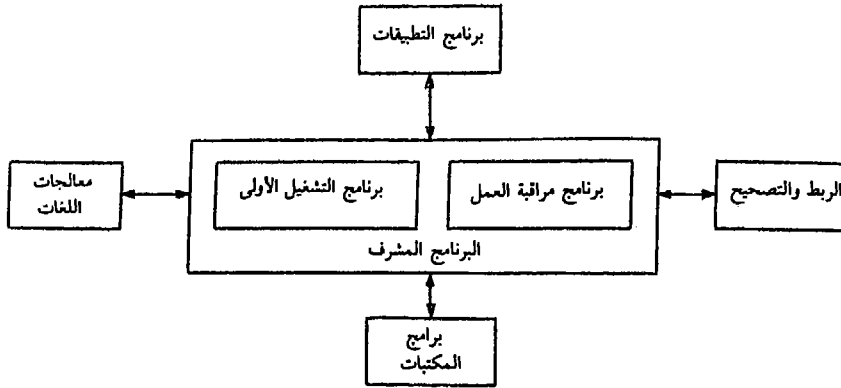 برنامج التطبيقات
الربط والتصحيح
برنامج مراقبة العمل
برنامج التشغيل الأولى
معالجات
اللغات
البرنامج المشرف
برامج
المكتبات